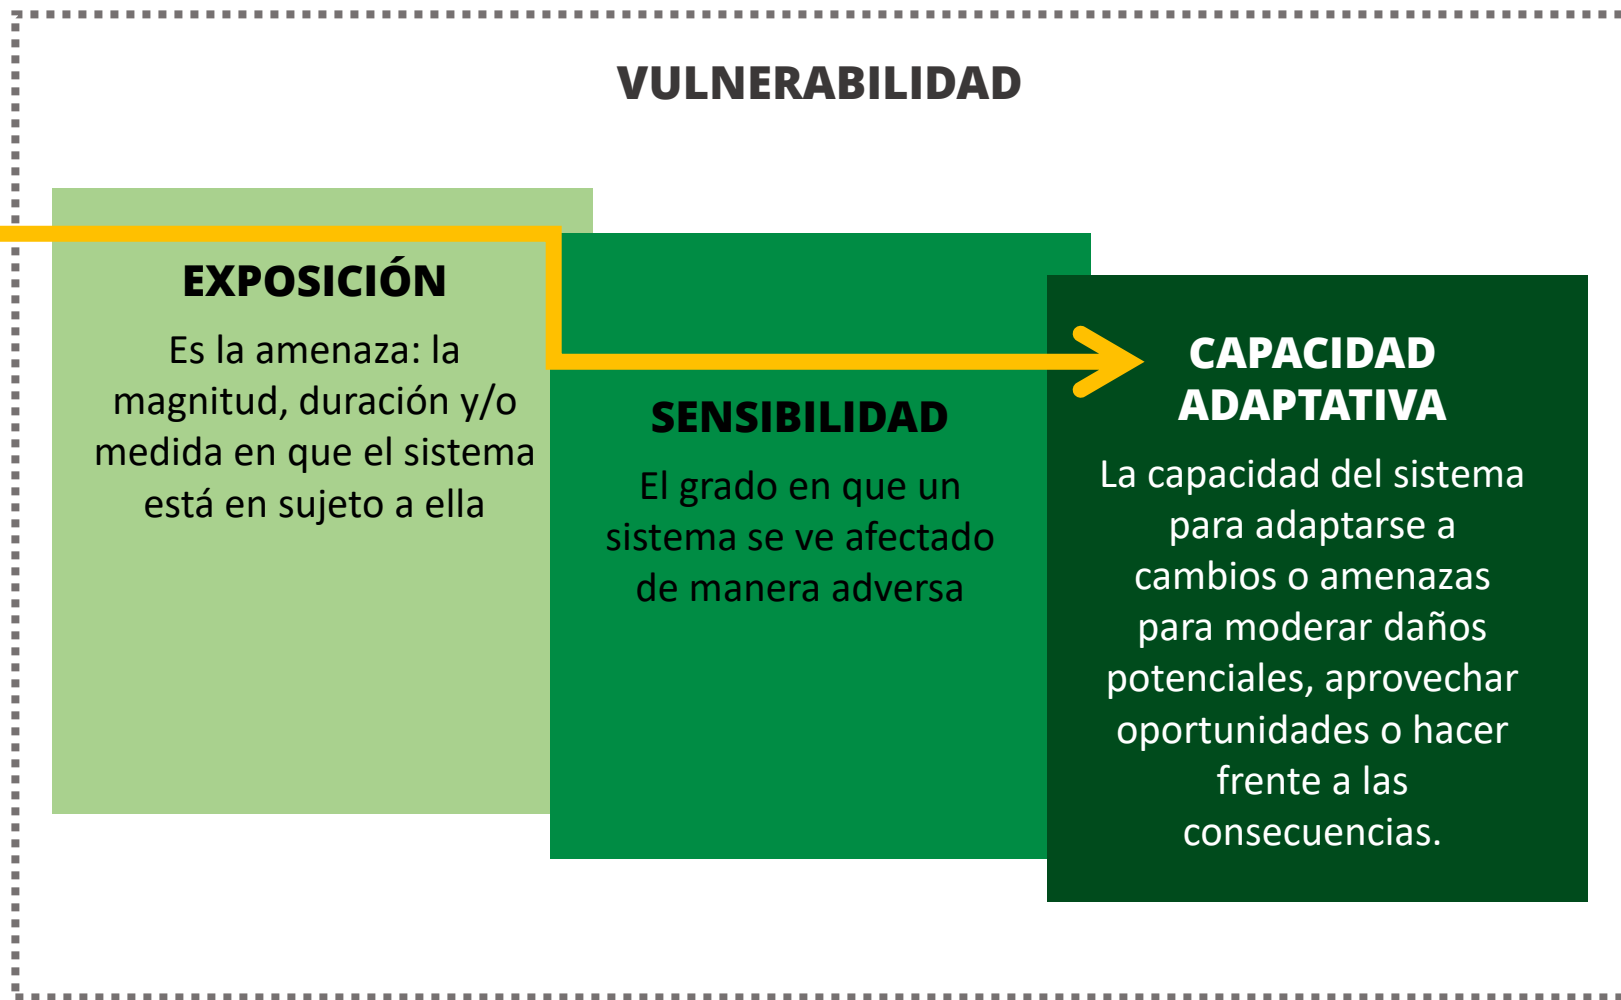 VULNERABILIDAD
EXPOSICIÓN
Es la amenaza: la
magnitud, duración y/o
medida en que el sistema
está en sujeto a ella
SENSIBILIDAD
El grado en que un
sistema se ve afectado
de manera adversa
CAPACIDAD
ADAPTATIVA
La capacidad del sistema
para adaptarse a
cambios o amenazas
para moderar daños
potenciales, aprovechar
oportunidades o hacer
frente a las
consecuencias.